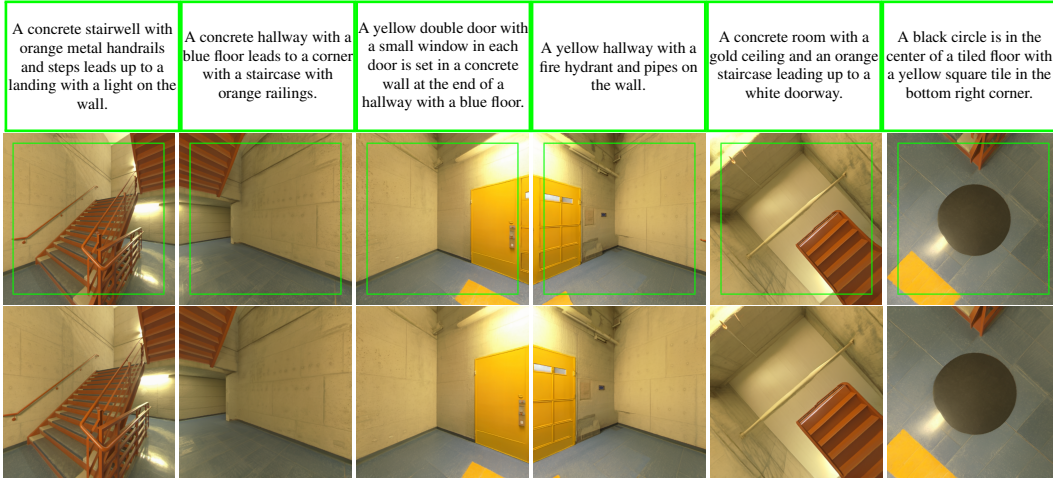 A concrete stairwell with
orange metal handrails
and steps leads up to a
landing with a light on the
wall.
A concrete hallway with a
blue floor leads to a corner
with a staircase with
orange railings.
A yellow double door with
a small window in each
door is set in a concrete
wall at the end of a
hallway with a blue floor.
A yellow hallway with a
fire hydrant and pipes on
the wall.
A concrete room with a
gold ceiling and an orange
staircase leading up to a
white doorway.
A black circle is in the
center of a tiled floor with
a yellow square tile in the
bottom right corner.